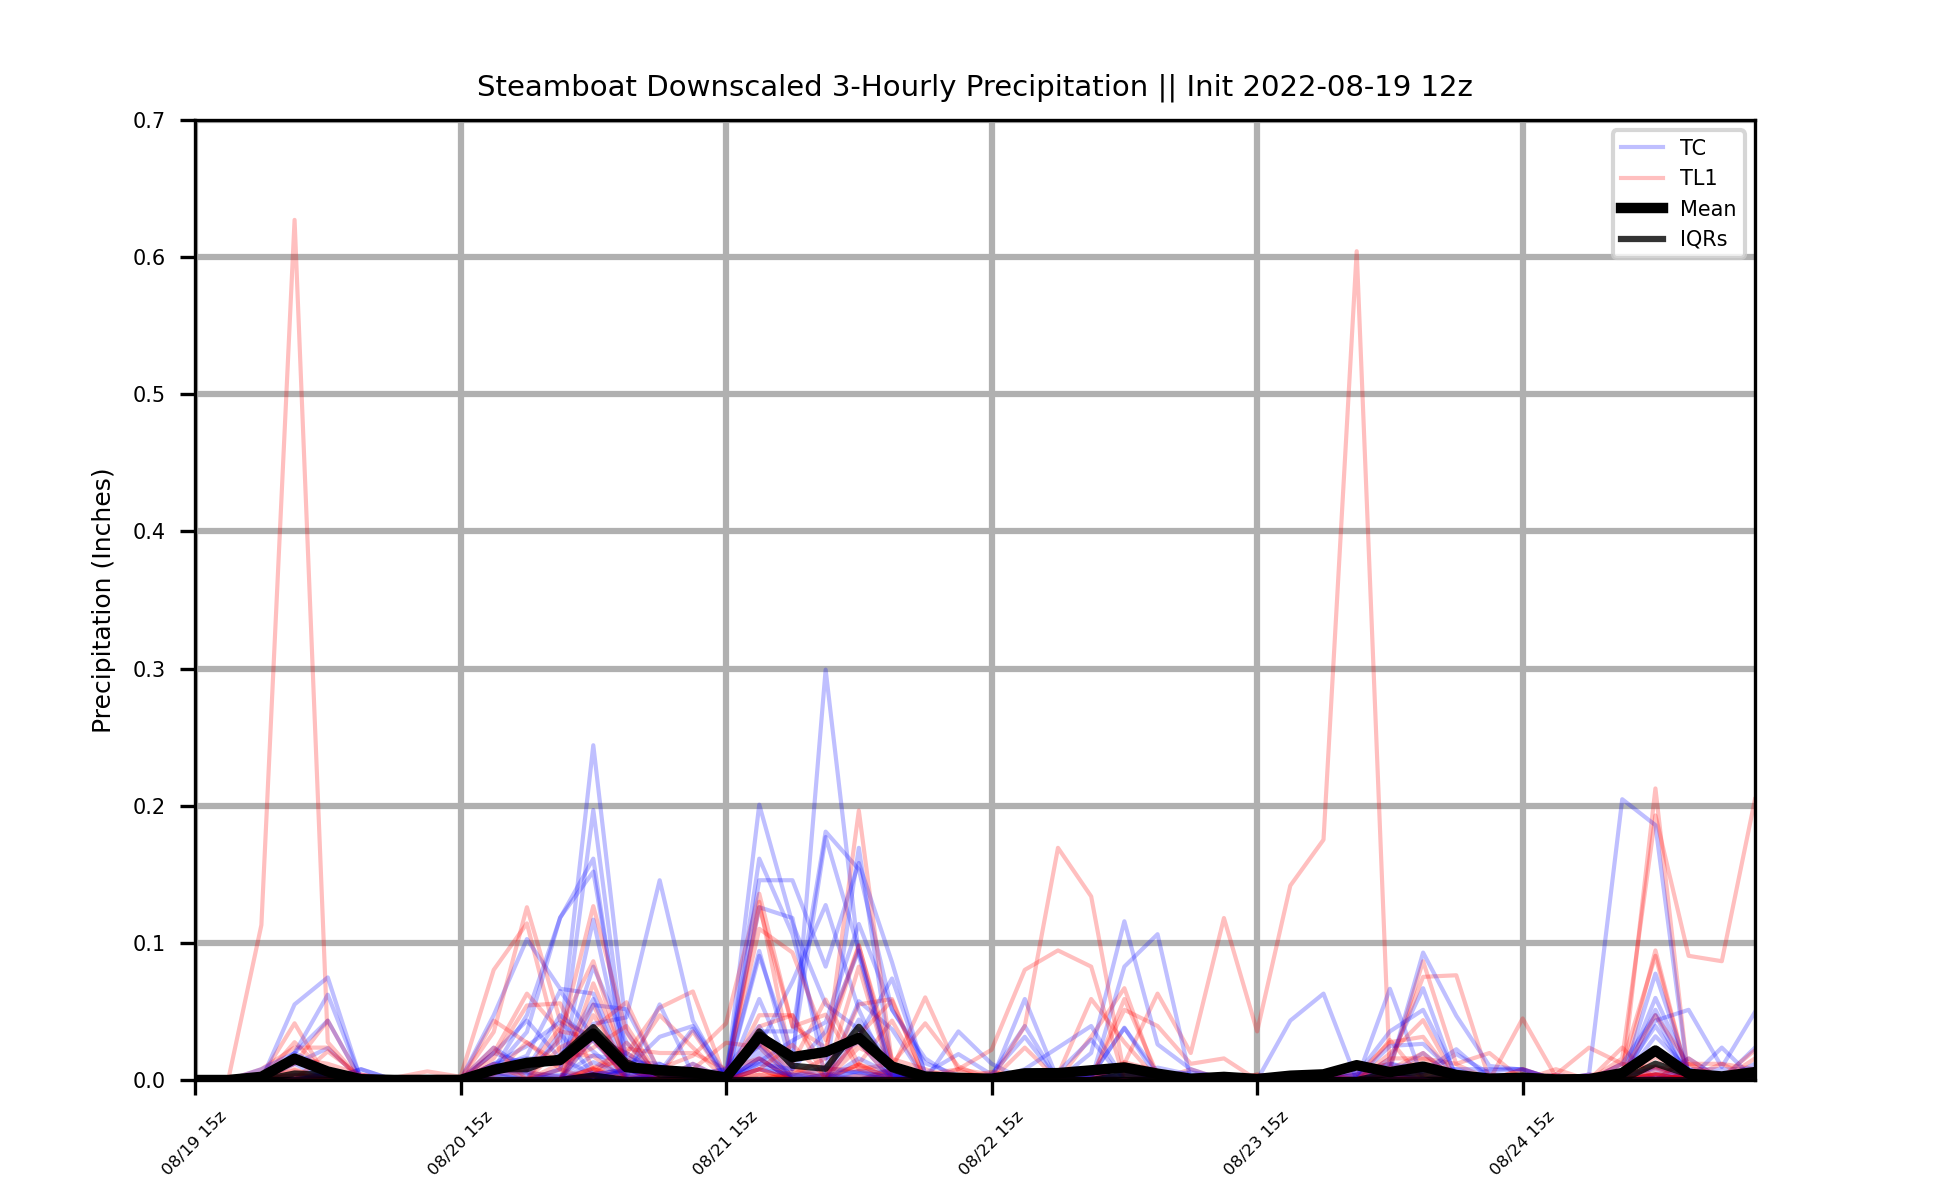 Steamboat Downscaled 3-Hourly Precipitation || Init 2022-08-19 12z
Precipitation (Inches)
0.7
0.6
0.5
0.4
0.3
0.2
0.1
0.0
TC
TL1
Mean
IQRs
08/19 15z
08/20 15z
08/21 15z
08/22 15z
08/23 15z
08/24 15z